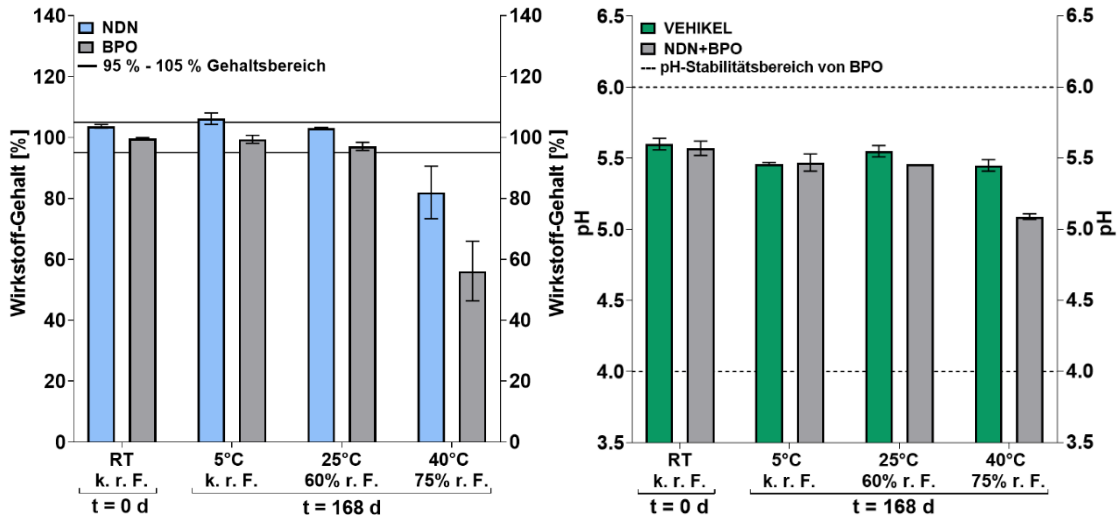 140
120
100
80
60
40
20
0
Wirkstoff-Gehalt [%]
NDN
BPO
95 % - 105 % Gehaltsbereich
140
120
100
80
60
40
20
0
Wirkstoff-Gehalt [%]
RT 5°C 25°C 40°C
k. r. F. k. r. F. 60% r. F. 75% r. F.
t = 0 d t = 168 d
6.5
6.0
5.5
5.0
4.5
4.0
3.5
pH
VEHIKEL
NDN+BPO
pH-Stabilitätsbereich von BPO
6.5
6.0
5.5
5.0
4.5
4.0
3.5
pH
RT 5°C 25°C 40°C
k. r. F. k. r. F. 60% r. F. 75% r. F.
t = 0 d t = 168 d